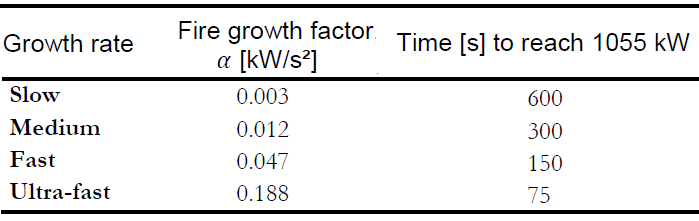 Growth rate Fire growth factor Time [s] to reach 1055 kW
α [kW/s²]
Slow 0.003 600
Medium 0.012 300
Fast 0.047 150
Ultra-fast 0.188 75